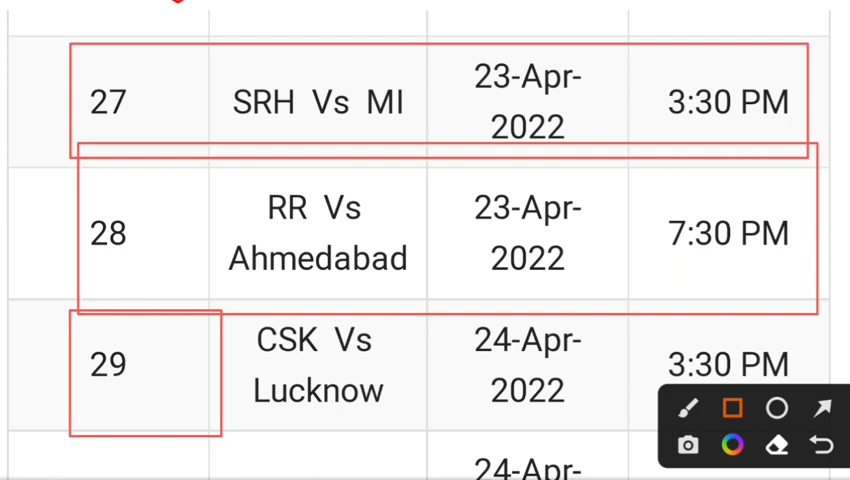 27 SRH Vs MI 23-Apr-2022 3:30 PM
28 RR Vs Ahmedabad 23-Apr-2022 7:30 PM
29 CSK Vs Lucknow 24-Apr-2022 3:30 PM
24-Apr-